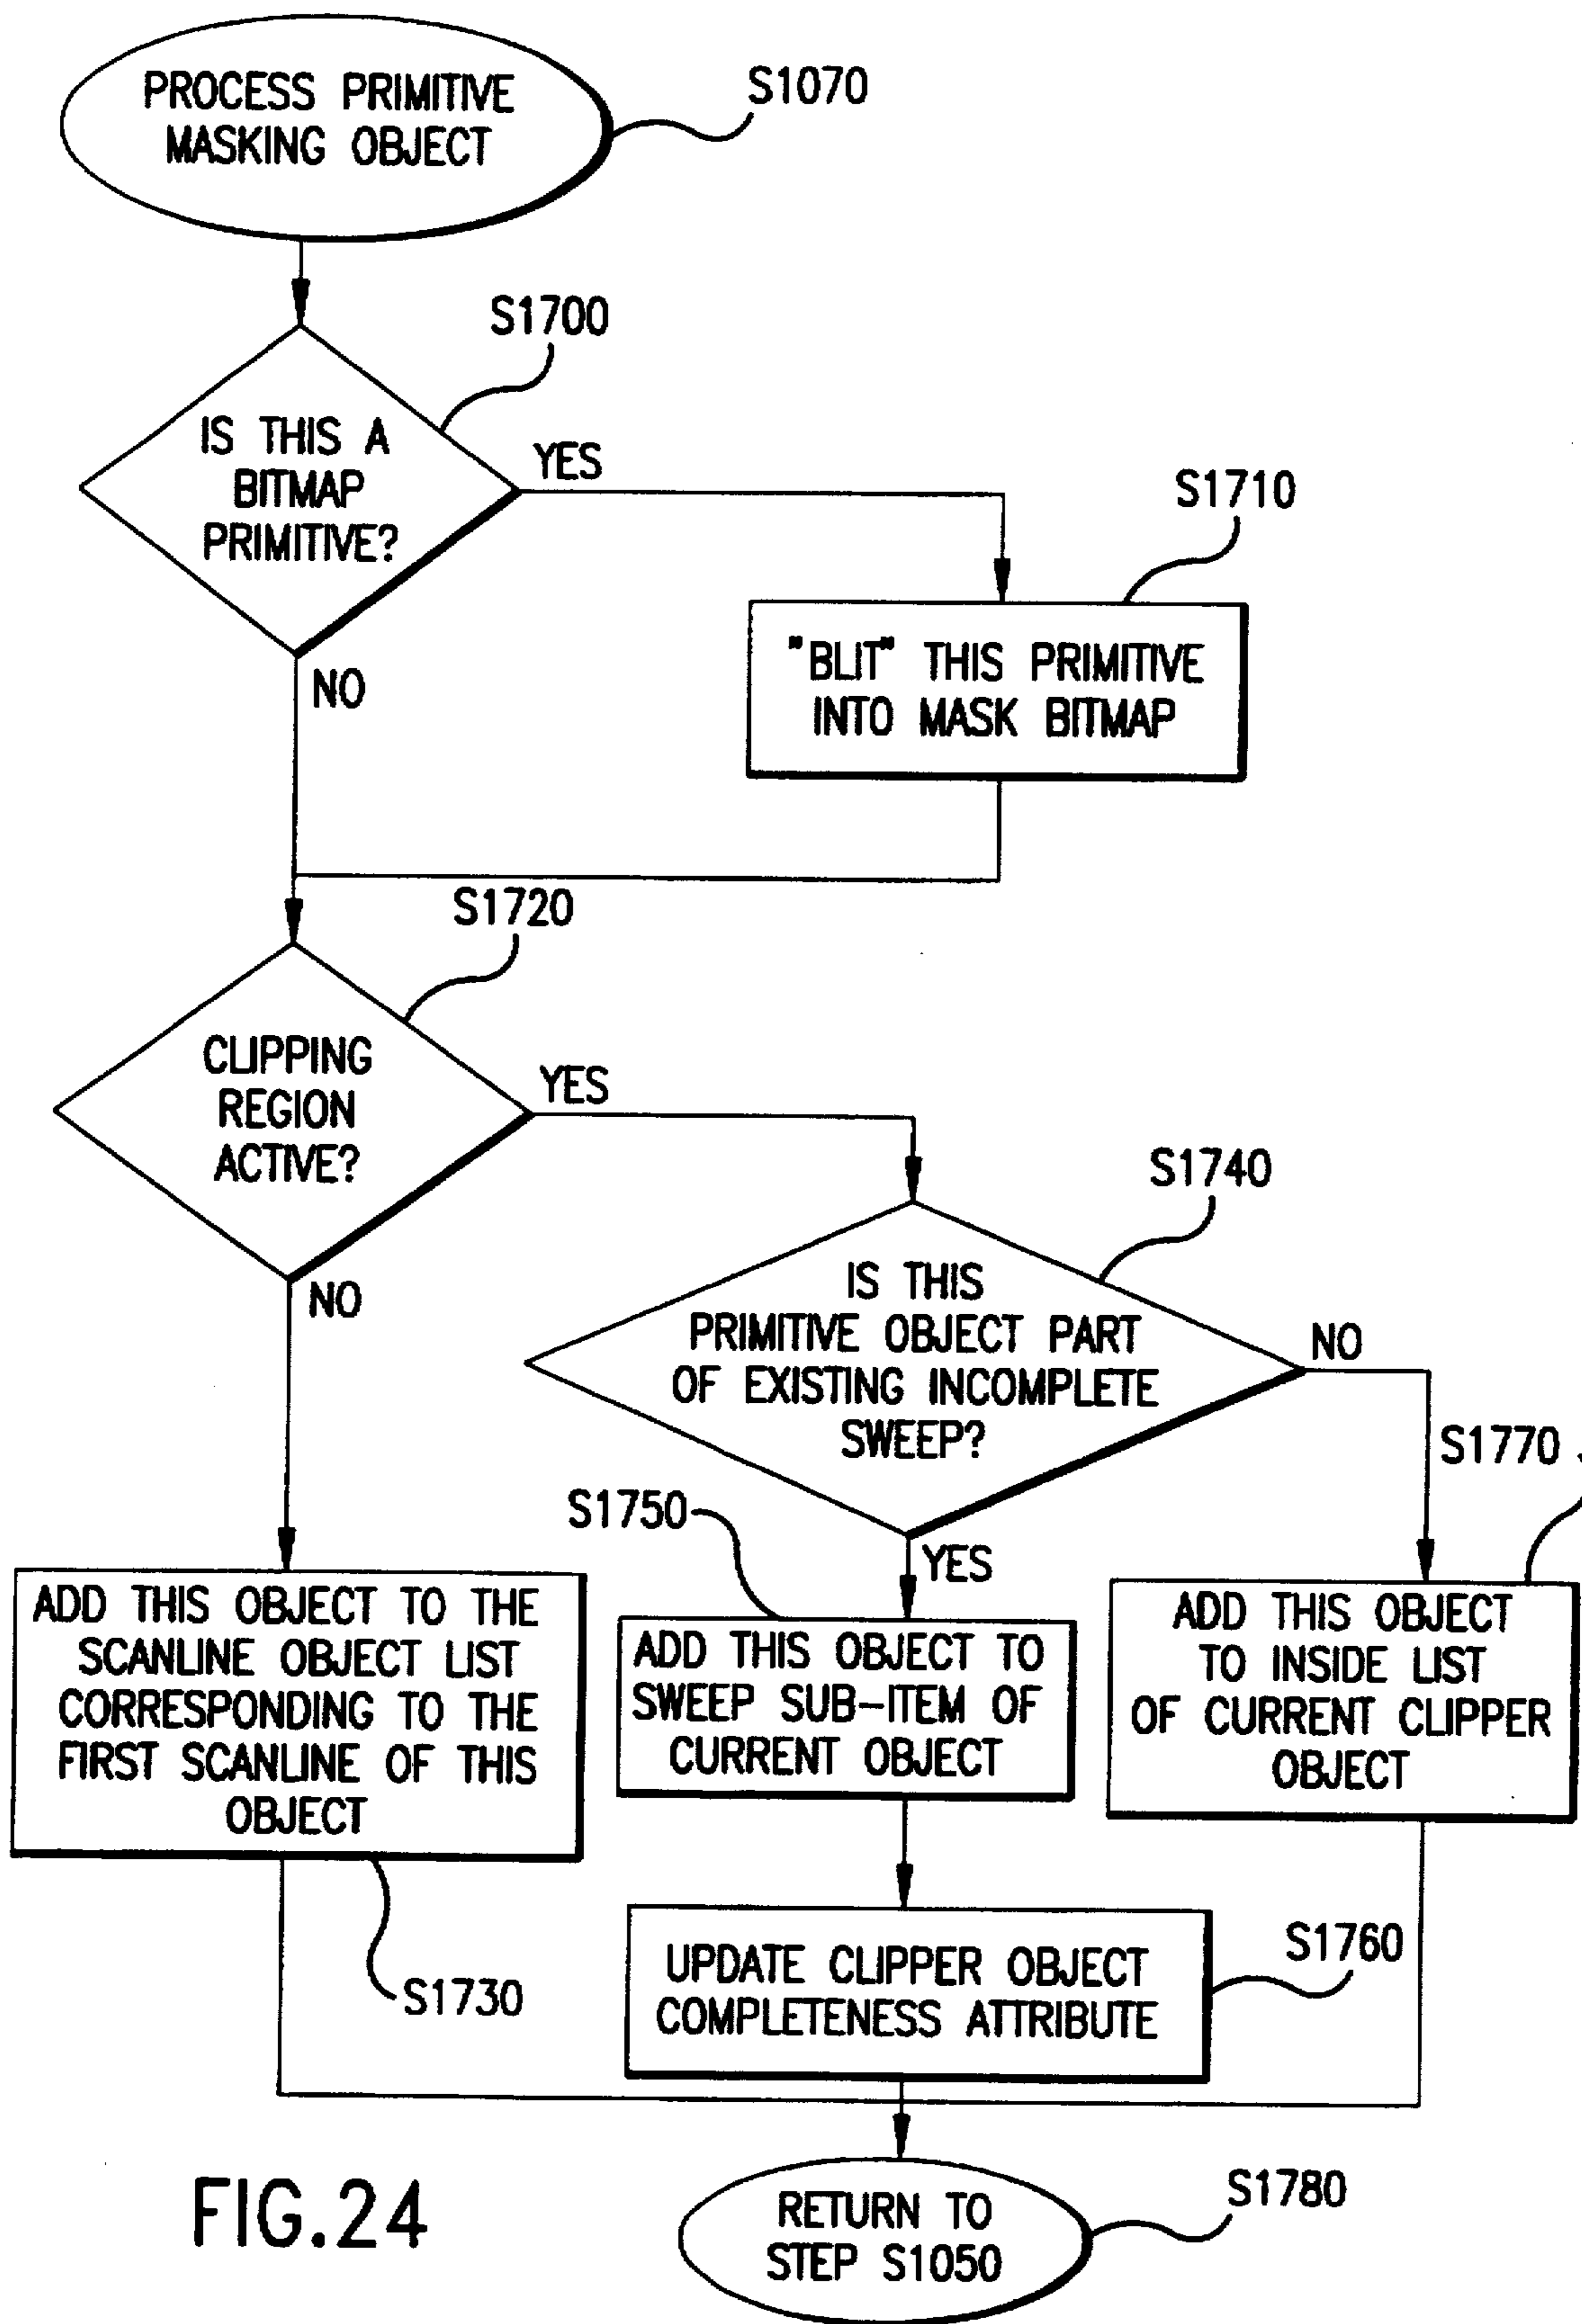 PROCESS PRIMITIVE
MASKING OBJECT
S1070
S1700
IS THIS A
BITMAP
PRIMITIVE?
YES
NO
S1710
"BLIT" THIS PRIMITIVE
INTO MASK BITMAP
S1720
CLIPPING
REGION
ACTIVE?
YES
NO
S1740
IS THIS
PRIMITIVE OBJECT PART
OF EXISTING INCOMPLETE
SWEEP?
NO
YES
S1770
S1750
ADD THIS OBJECT TO THE
SCANLINE OBJECT LIST
CORRESPONDING TO THE
FIRST SCANLINE OF THIS
OBJECT
S1730
ADD THIS OBJECT TO
SWEEP SUB-ITEM OF
CURRENT OBJECT
ADD THIS OBJECT
TO INSIDE LIST
OF CURRENT CLIPPER
OBJECT
UPDATE CLIPPER OBJECT
COMPLETENESS ATTRIBUTE
S1760
RETURN TO
STEP S1050
S1780
FIG.24